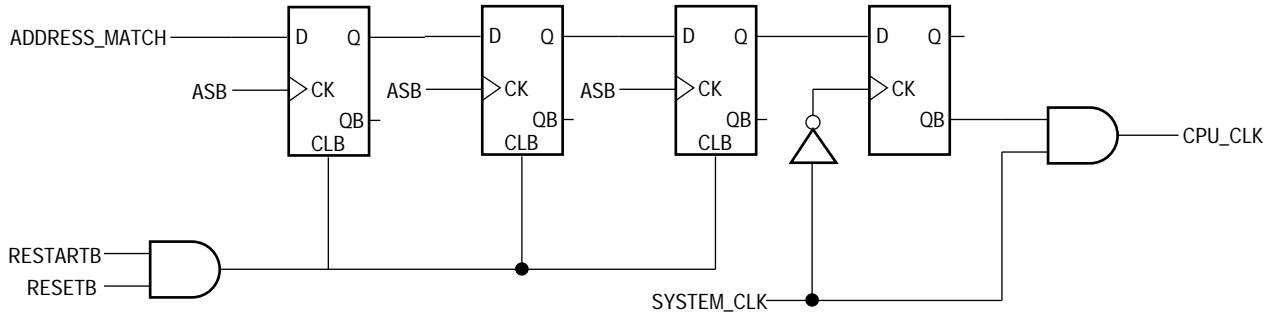 ADDRESS_MATCH
D Q
D Q
D Q
D Q
ASB
CK
ASB
CK
ASB
CK
CK
QB
QB
QB
QB
CLB
CLB
CLB
CPU_CLK
RESTARTB
RESETB
SYSTEM_CLK